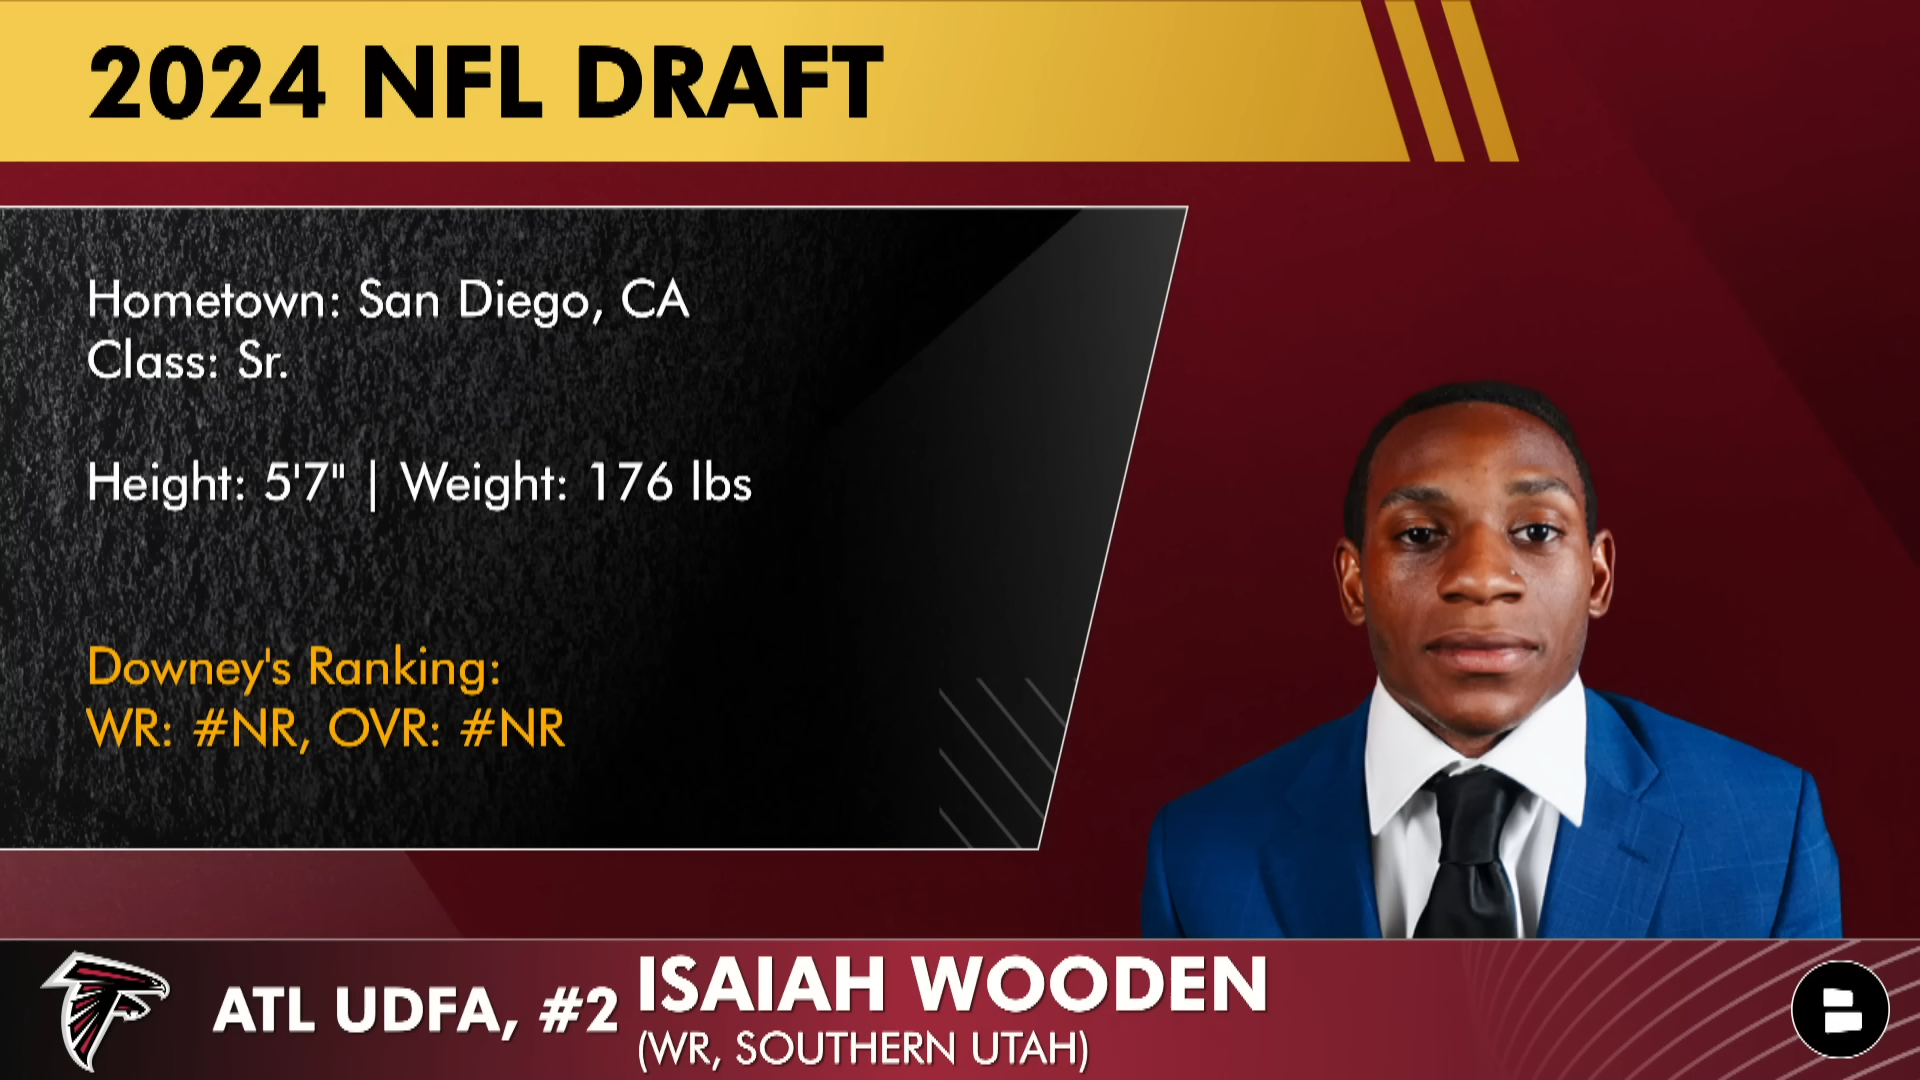 2024 NFL DRAFT
Hometown: San Diego, CA
Class: Sr.
Height: 5'7" | Weight: 176 lbs
Downey's Ranking:
WR: #NR, OVR: #NR
ATL UDFA, #2
ISAIAH WOODEN
(WR, SOUTHERN UTAH)